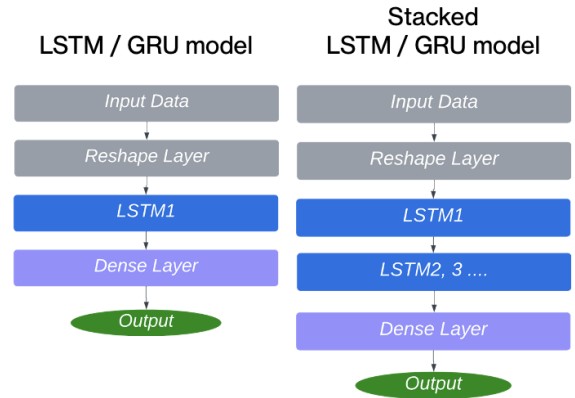 LSTM / GRU model
Input Data
Reshape Layer
LSTM1
Dense Layer
Output
Stacked
LSTM / GRU model
Input Data
Reshape Layer
LSTM1
LSTM2, 3 ....
Dense Layer
Output